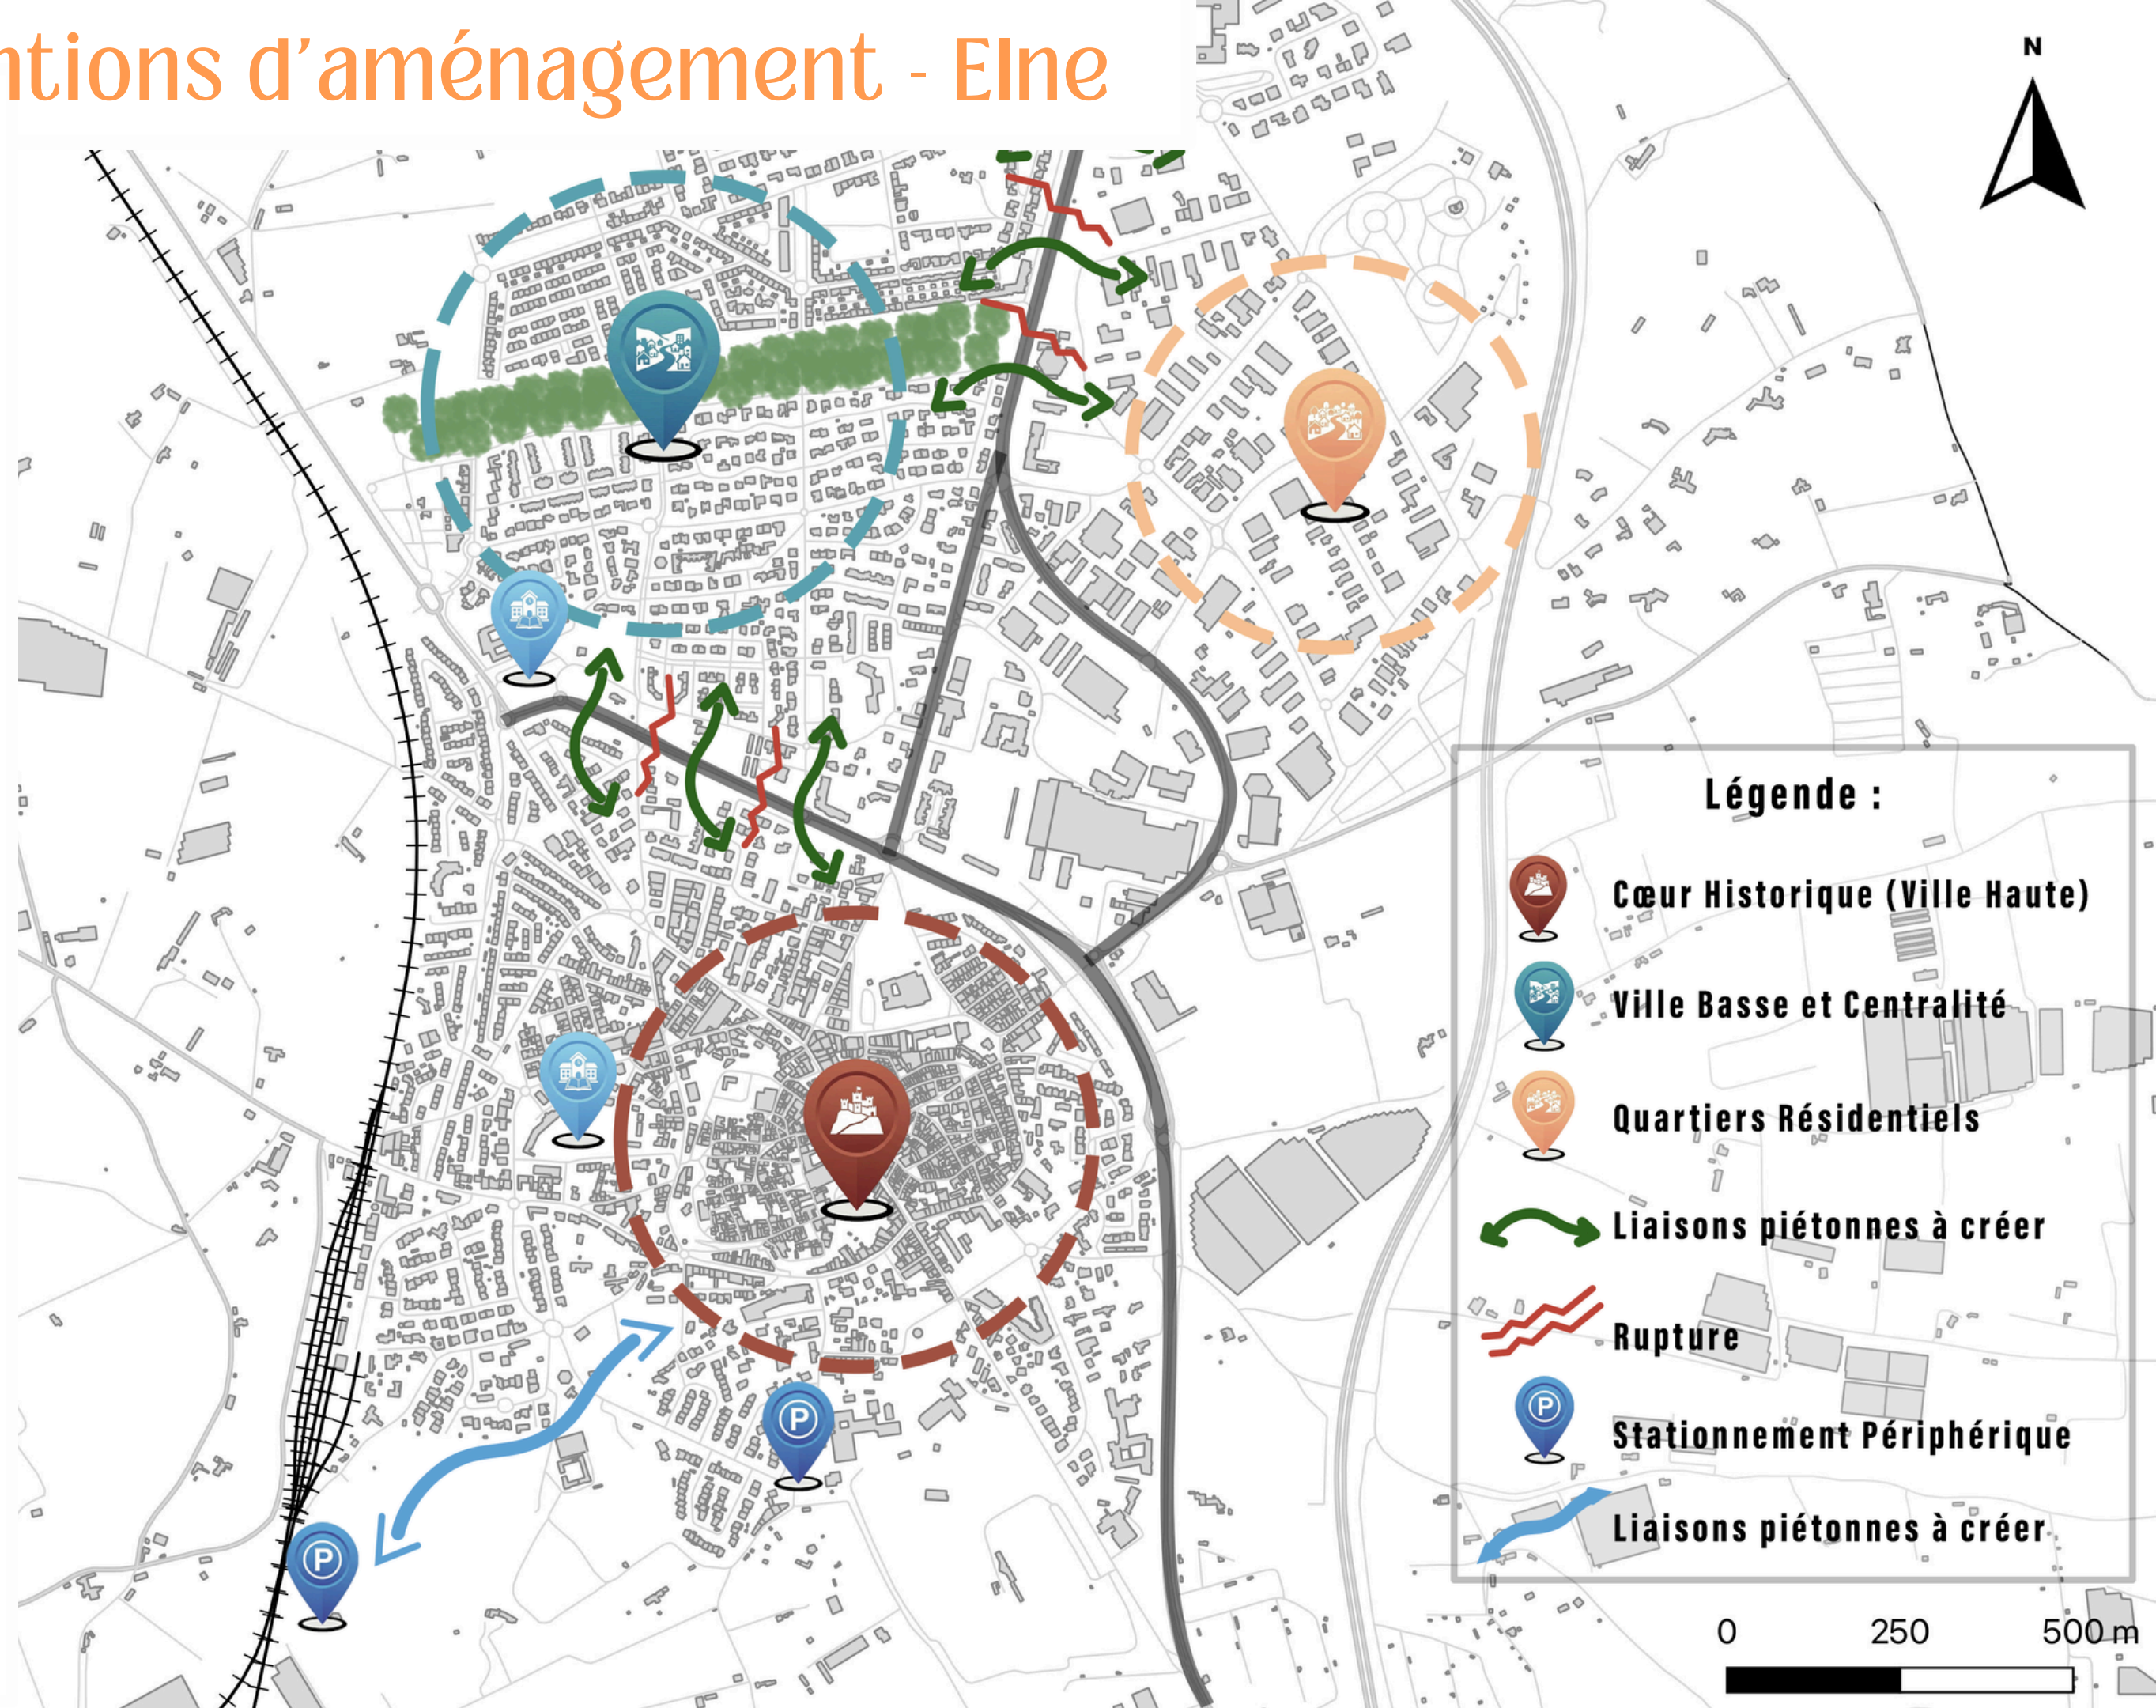 ntions d'aménagement - Elne
N
P
P
Légende :
Cœur Historique (Ville Haute)
Ville Basse et Centralité
Quartiers Résidentiels
Liaisons piétonnes à créer
Rupture
P
Stationnement Périphérique
Liaisons piétonnes à créer
0 250 500 m